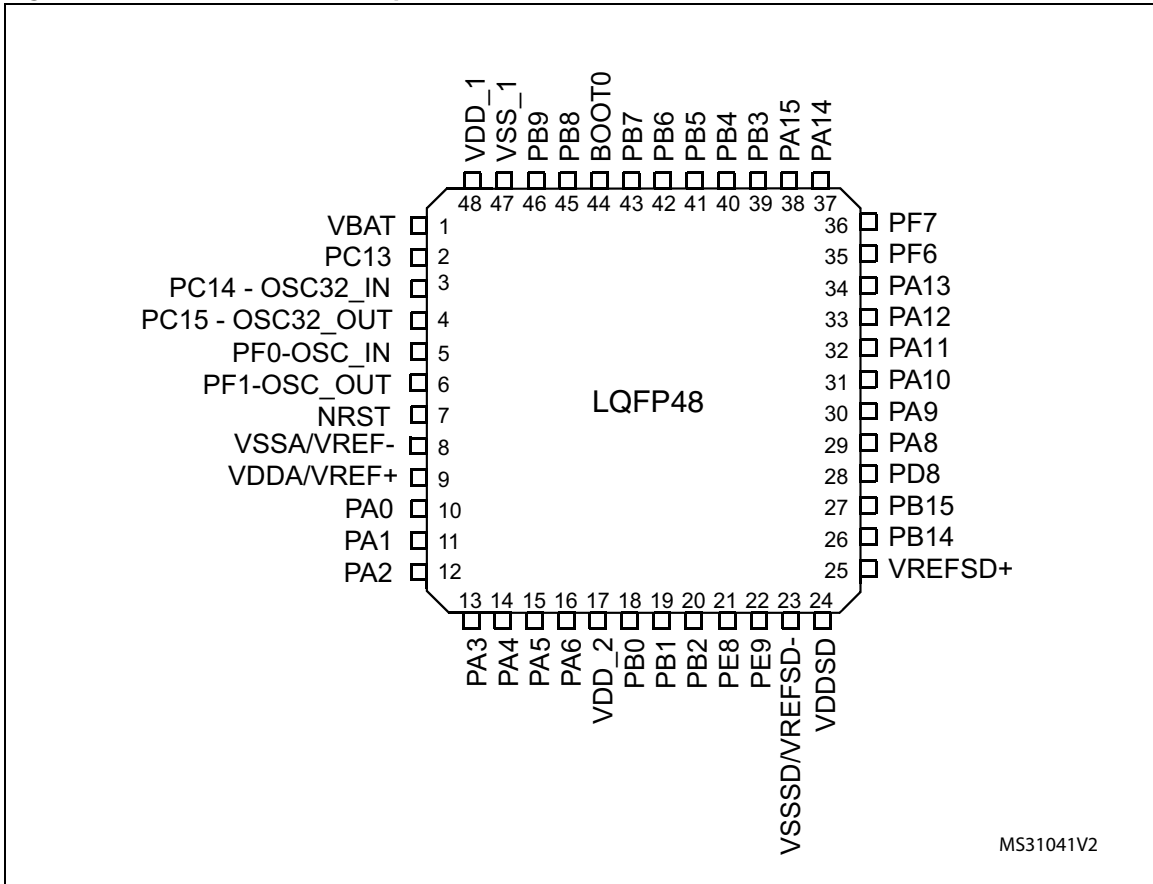 VDD_1
VSS_1
PB9
PB8
BOOT0
PB7
PB6
PB5
PB4
PB3
PA15
PA14
48 47 46 45 44 43 42 41 40 39 38 37
VBAT 1
PC13 2
PC14 - OSC32_IN 3
PC15 - OSC32_OUT 4
PF0-OSC_IN 5
PF1-OSC_OUT 6
NRST 7
VSSA/VREF- 8
VDDA/VREF+ 9
PA0 10
PA1 11
PA2 12
LQFP48
36 PF7
35 PF6
34 PA13
33 PA12
32 PA11
31 PA10
30 PA9
29 PA8
28 PD8
27 PB15
26 PB14
25 VREFSD+
13 14 15 16 17 18 19 20 21 22 23 24
PA3
PA4
PA5
PA6
VDD_2
PB0
PB1
PB2
PE8
PE9
VSSSD/VREFSD-
VDDSD
MS31041V2